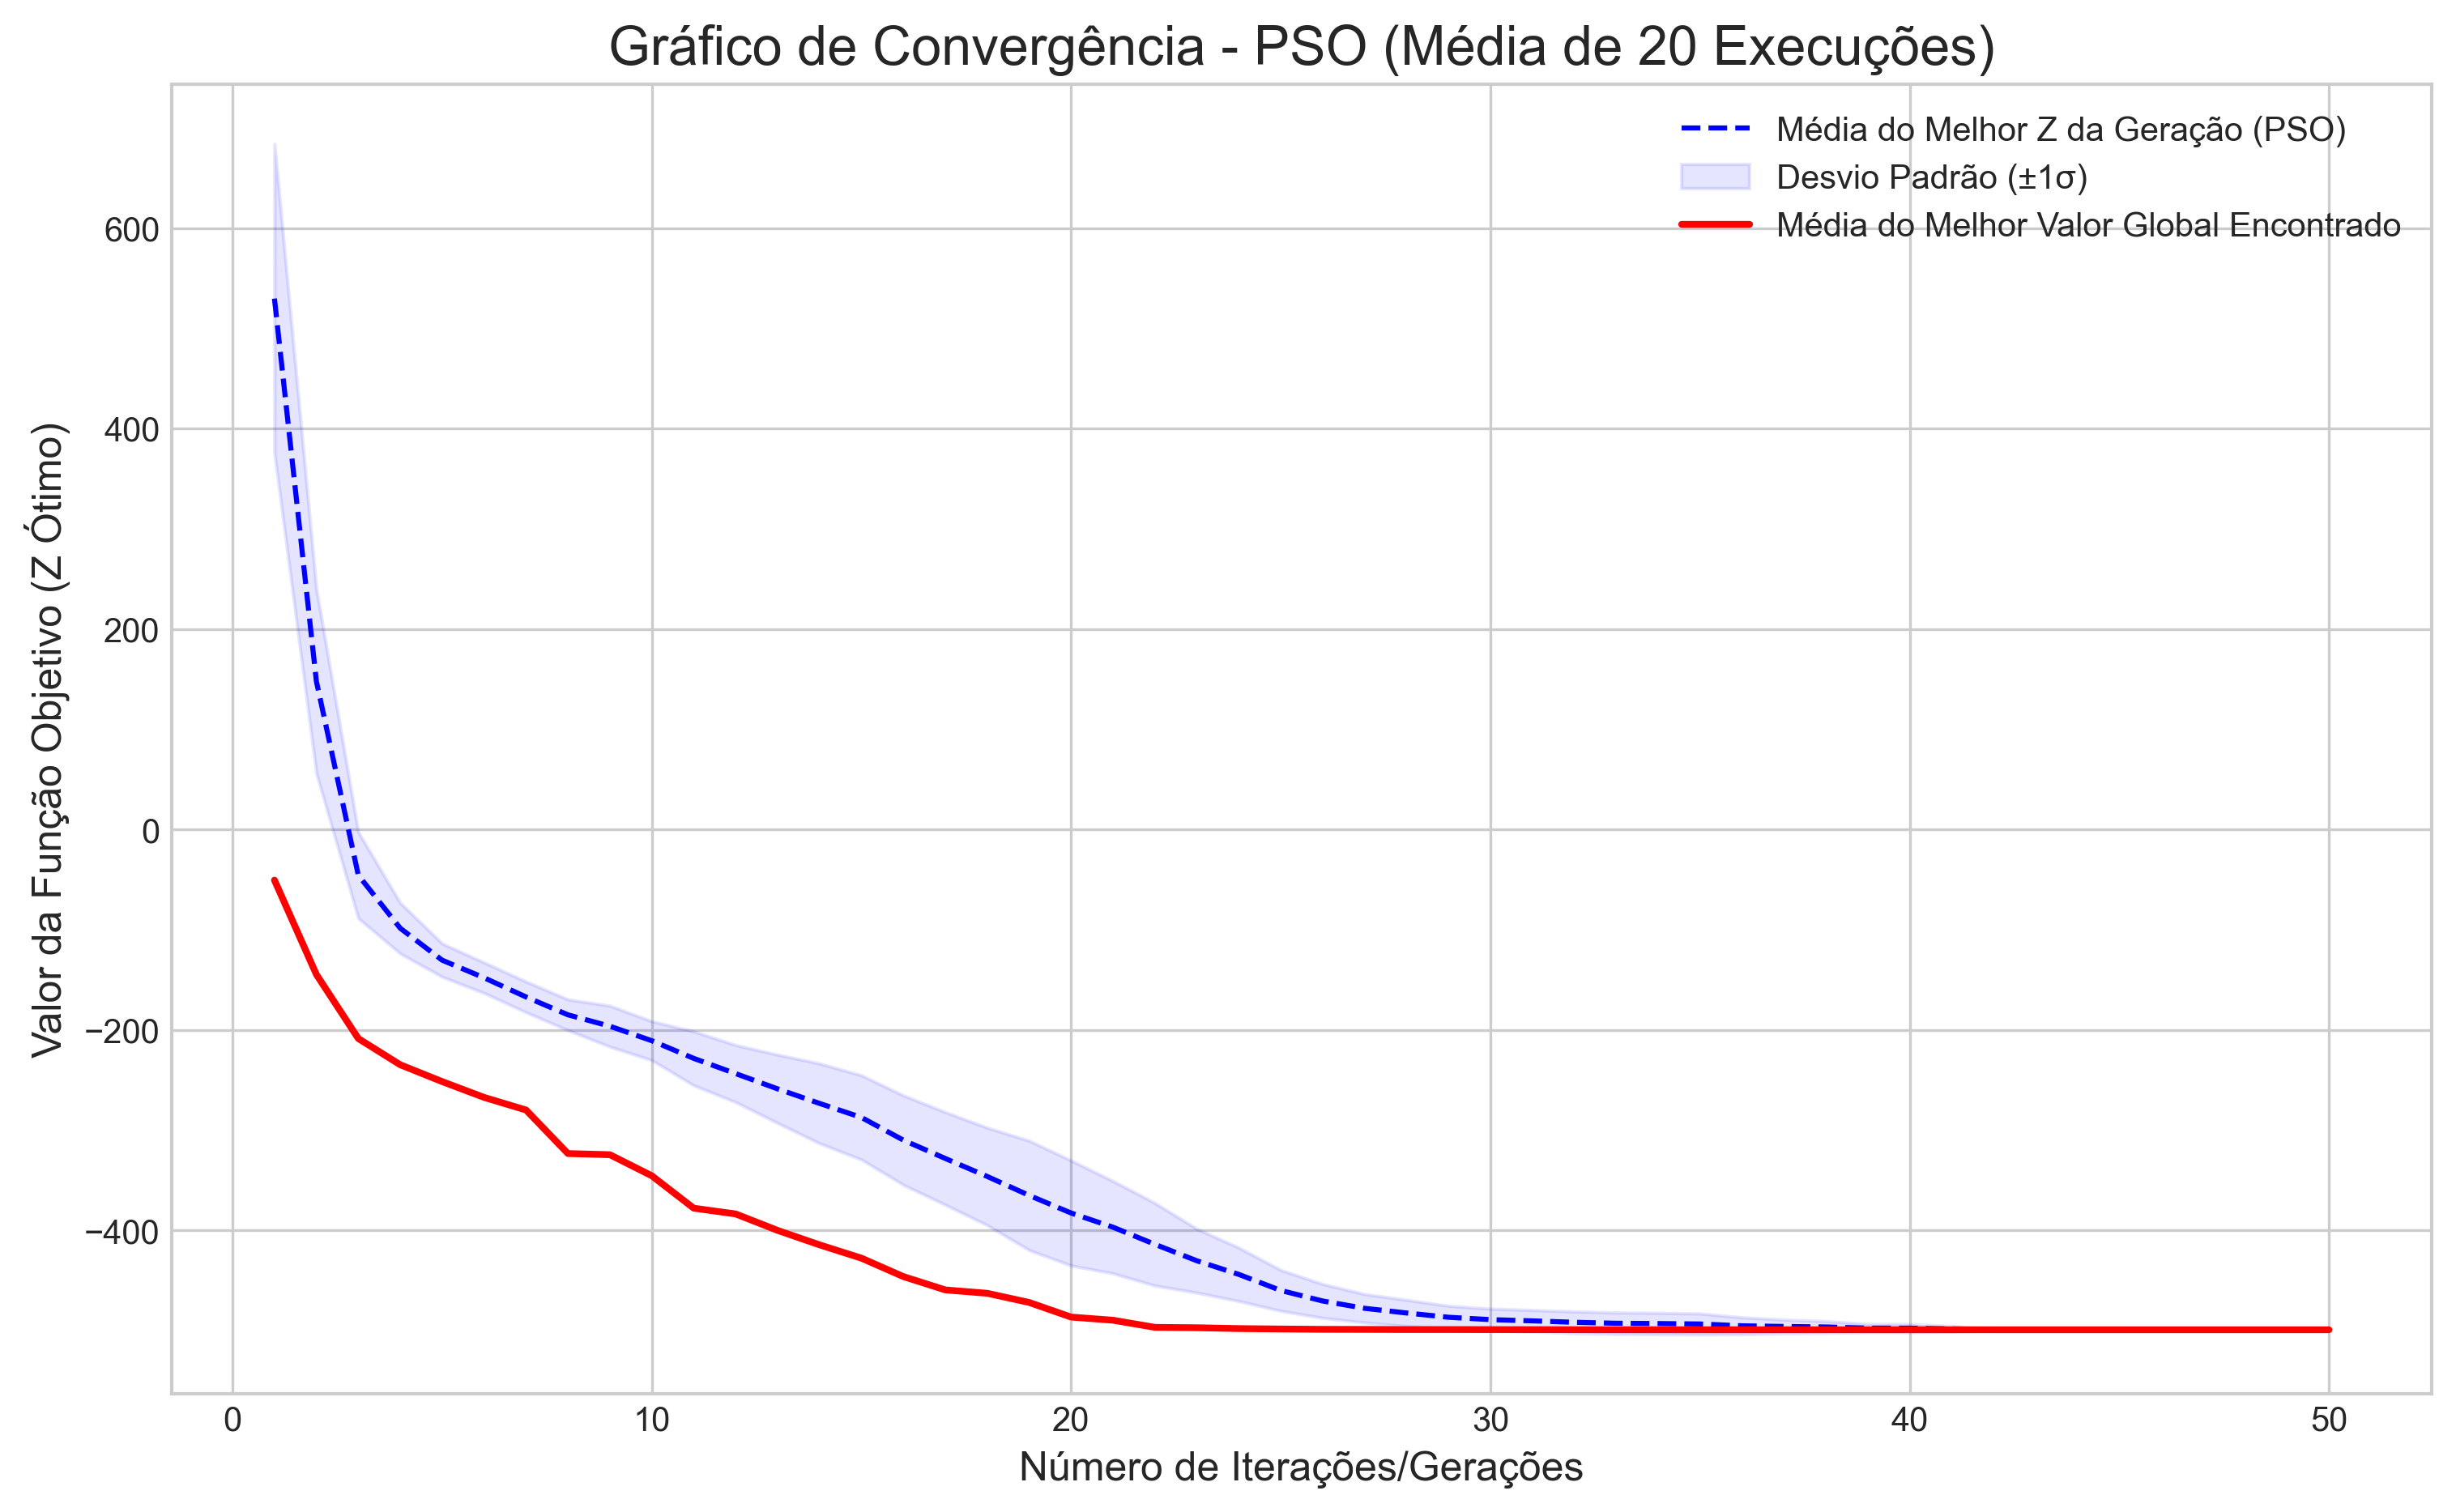 Gráfico de Convergência - PSO (Média de 20 Execuções)
Média do Melhor Z da Geração (PSO)
Desvio Padrão (±1σ)
Média do Melhor Valor Global Encontrado
Valor da Função Objetivo (Z Ótimo)
600
400
200
0
−200
−400
0 10 20 30 40 50
Número de Iterações/Gerações